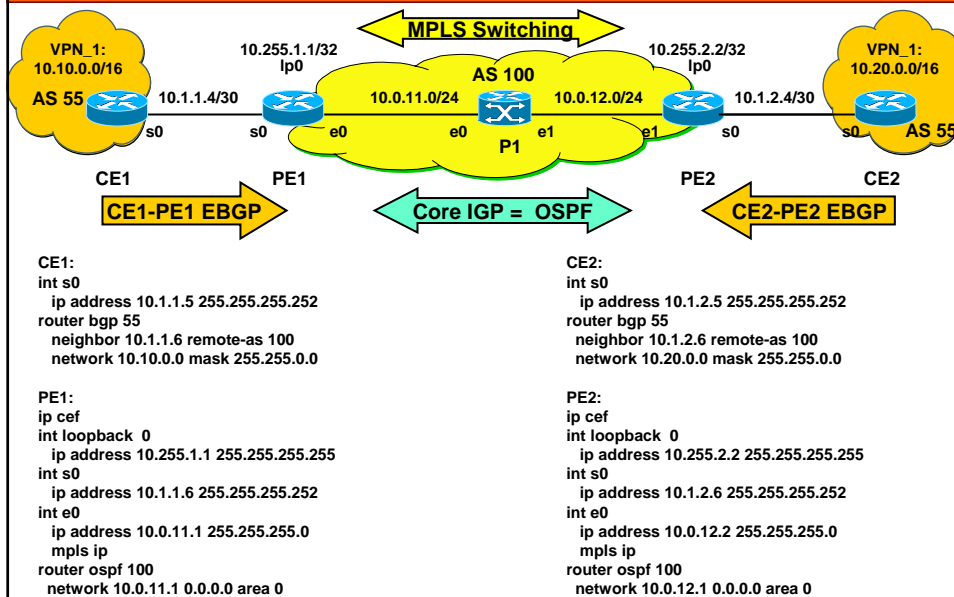 MPLS Switching
VPN_1:
10.10.0.0/16
10.255.1.1/32
lp0
10.255.2.2/32
lp0
VPN_1:
10.20.0.0/16
AS 100
AS 55
10.1.1.4/30
10.0.11.0/24
10.0.12.0/24
10.1.2.4/30
s0
s0
e0
e0
e1
e1
s0
s0
AS 55
P1
CE1
PE1
PE2
CE2
CE1-PE1 EBGP
Core IGP = OSPF
CE2-PE2 EBGP
CE1:
int s0
ip address 10.1.1.5 255.255.255.252
router bgp 55
neighbor 10.1.1.6 remote-as 100
network 10.10.0.0 mask 255.255.0.0
PE1:
ip cef
int loopback 0
ip address 10.255.1.1 255.255.255.255
int s0
ip address 10.1.1.6 255.255.255.252
int e0
ip address 10.0.11.1 255.255.255.0
mpls ip
router ospf 100
network 10.0.11.1 0.0.0.0 area 0
CE2:
int s0
ip address 10.1.2.5 255.255.255.252
router bgp 55
neighbor 10.1.2.6 remote-as 100
network 10.20.0.0 mask 255.255.0.0
PE2:
ip cef
int loopback 0
ip address 10.255.2.2 255.255.255.255
int s0
ip address 10.1.2.6 255.255.255.252
int e0
ip address 10.0.12.2 255.255.255.0
mpls ip
router ospf 100
network 10.0.12.1 0.0.0.0 area 0